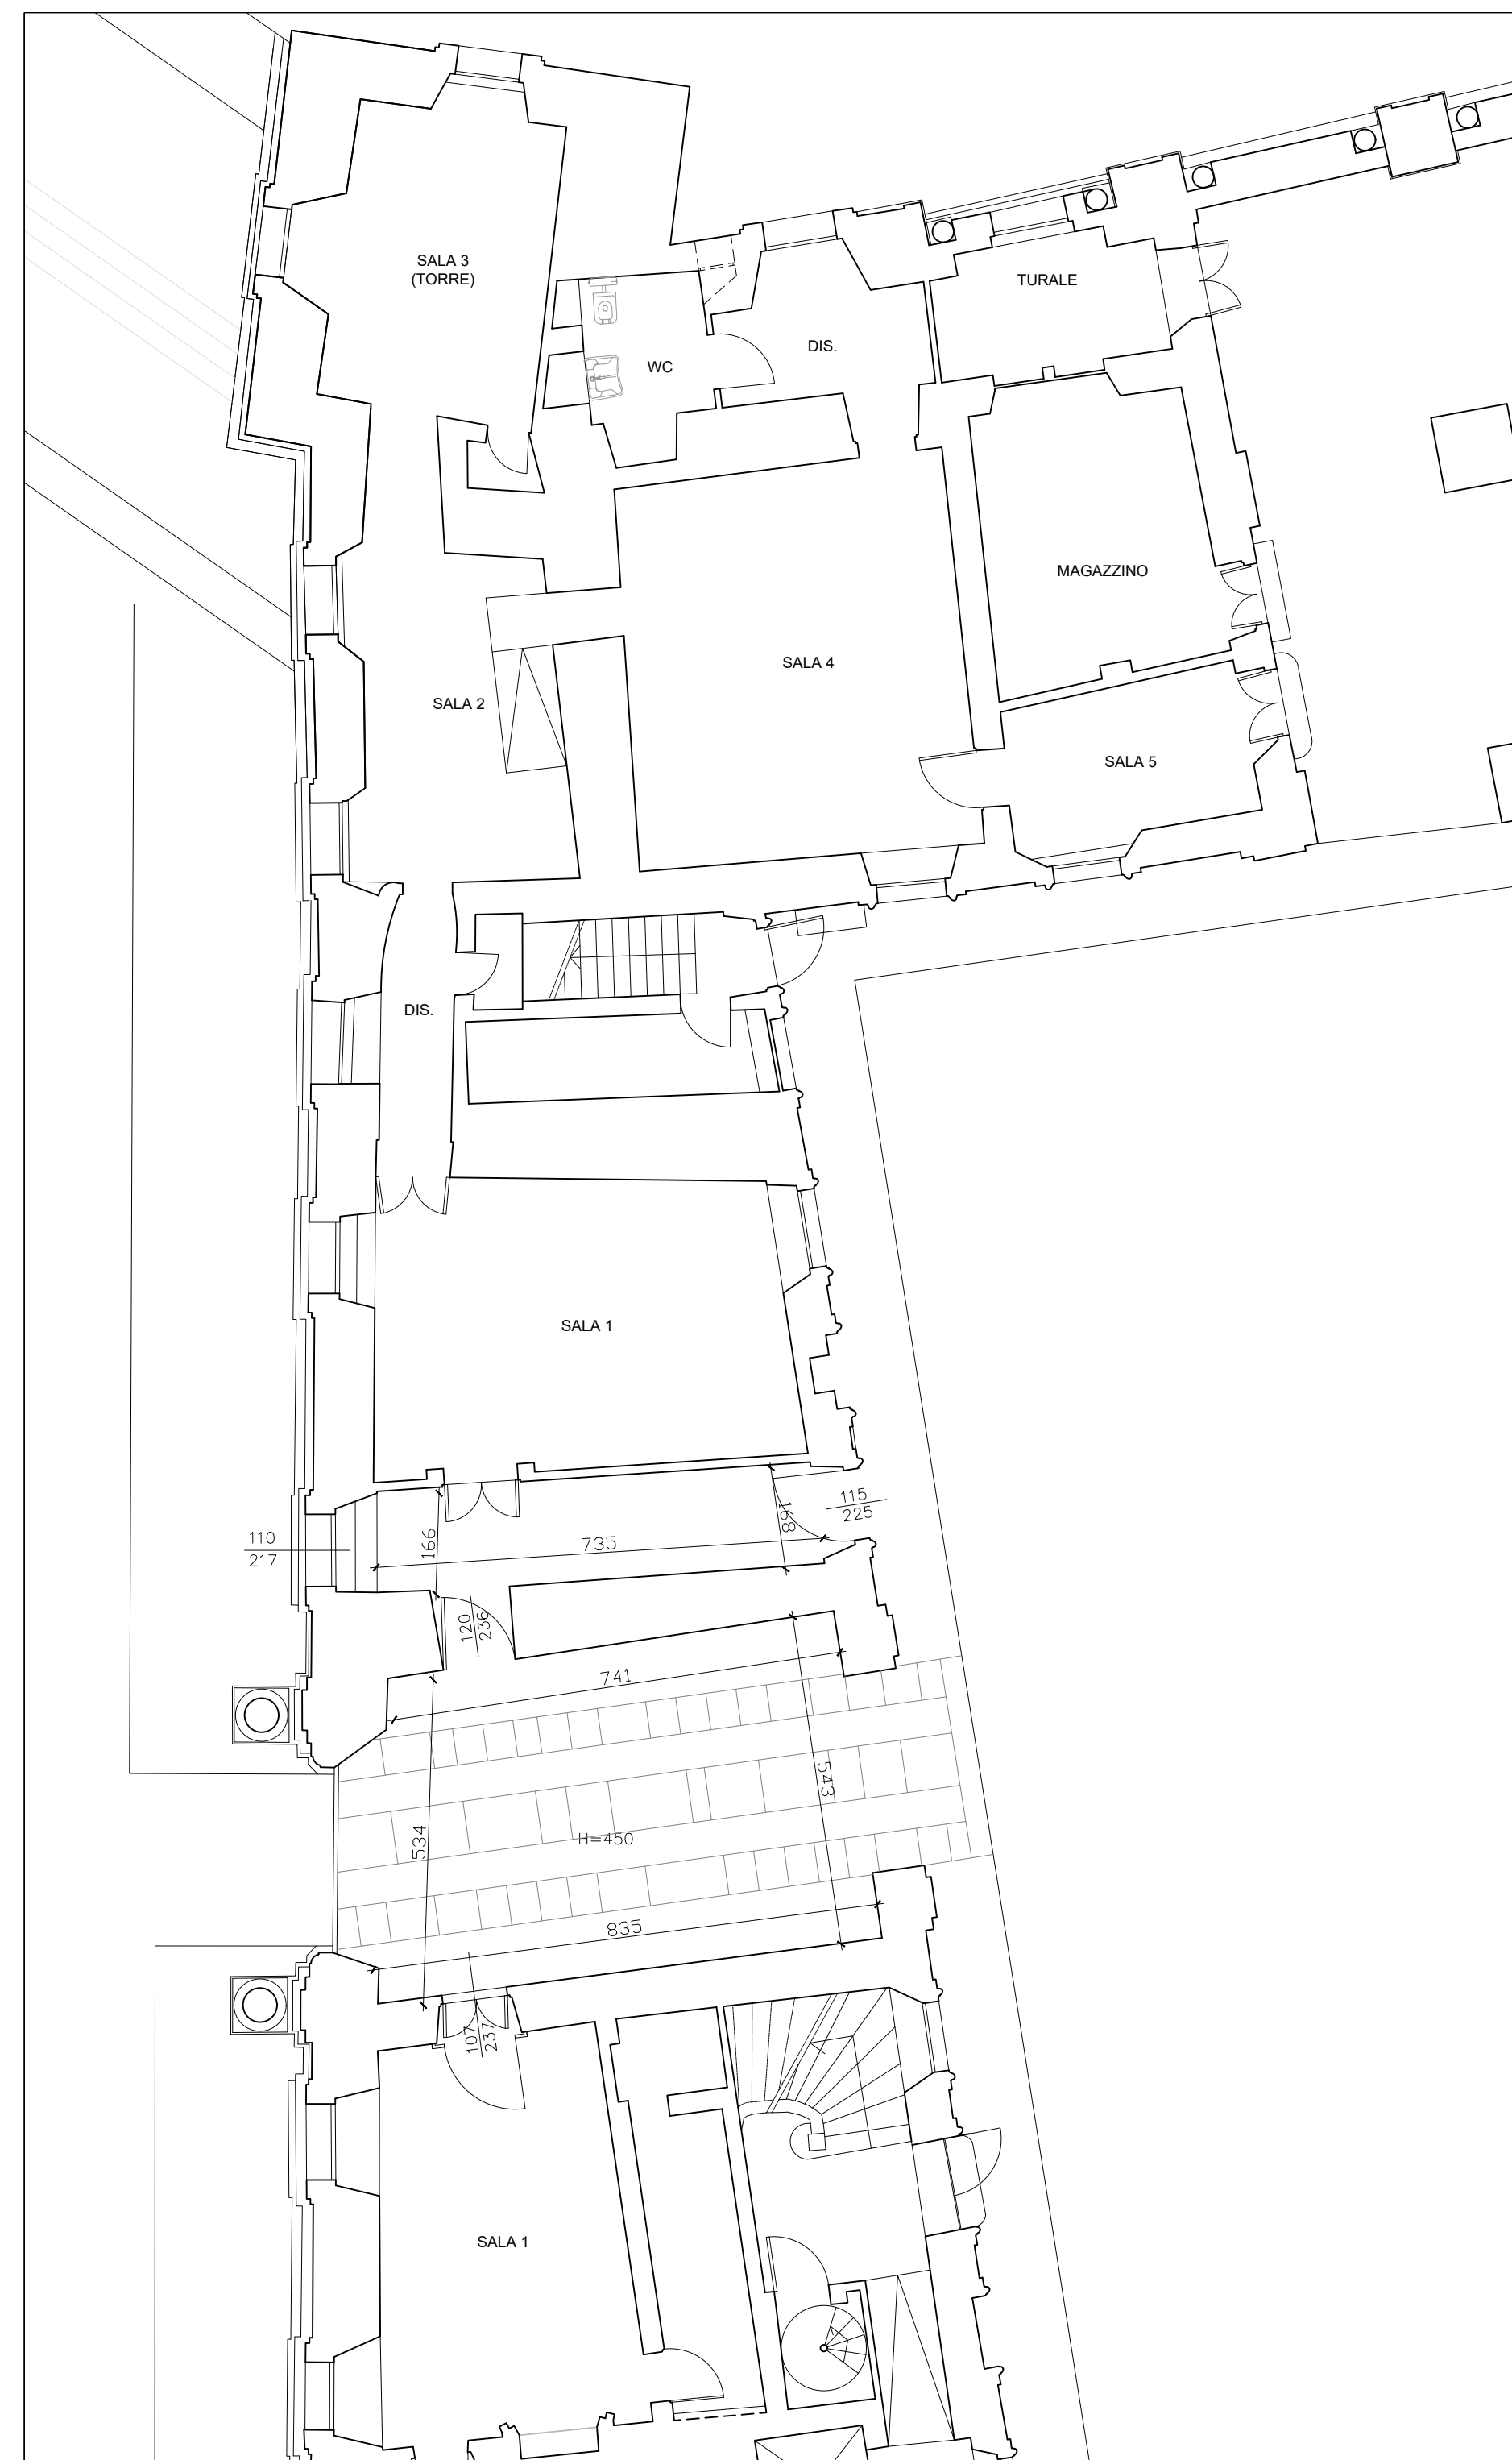 SALA 3
(TORRE)
TURALE
WC
DIS.
MAGAZZINO
SALA 4
SALA 2
SALA 5
DIS.
SALA 1
115
225
168
110
217
166
735
120
236
741
543
534
H=450
835
107
237
SALA 1